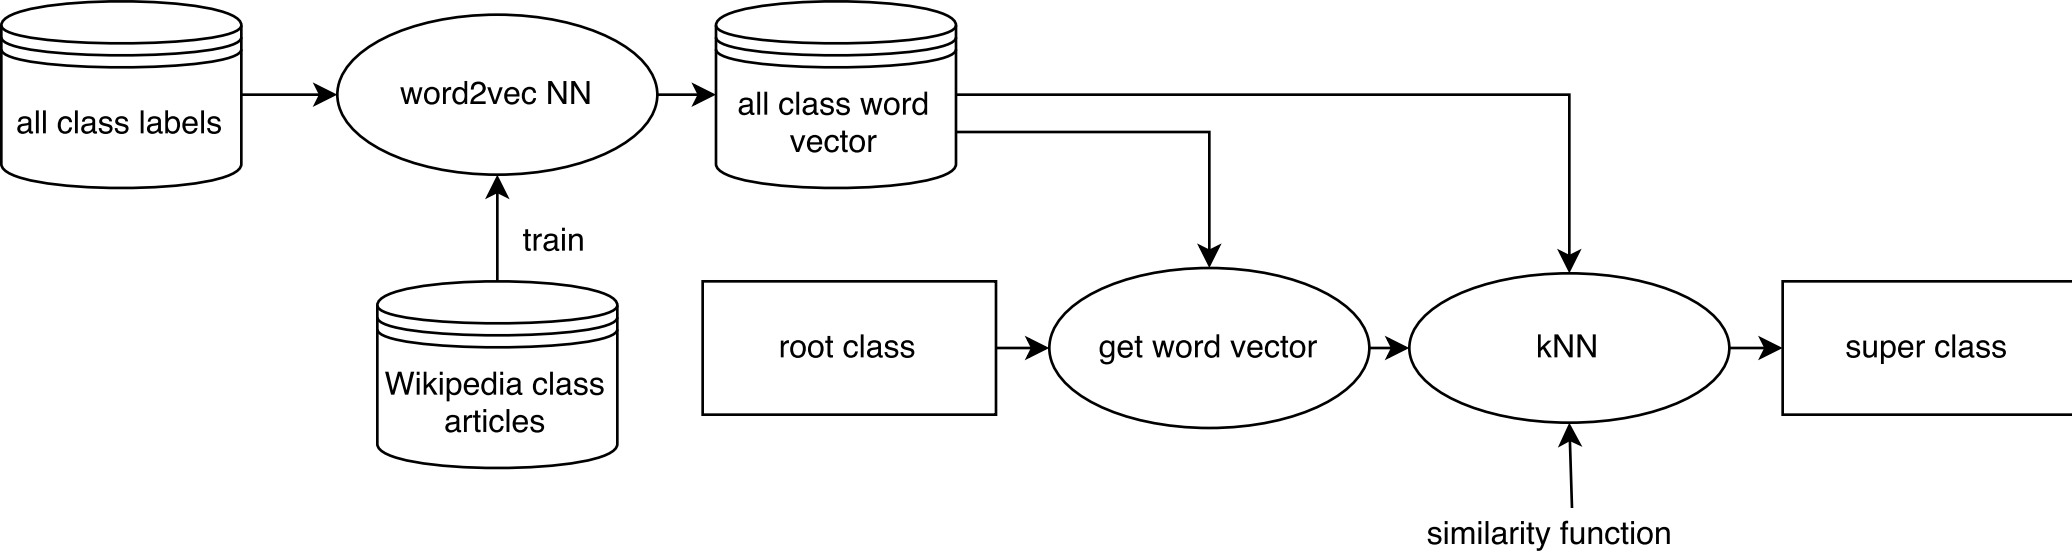 all class labels
word2vec NN
all class word
vector
train
Wikipedia class
articles
root class
get word vector
kNN
super class
similarity function